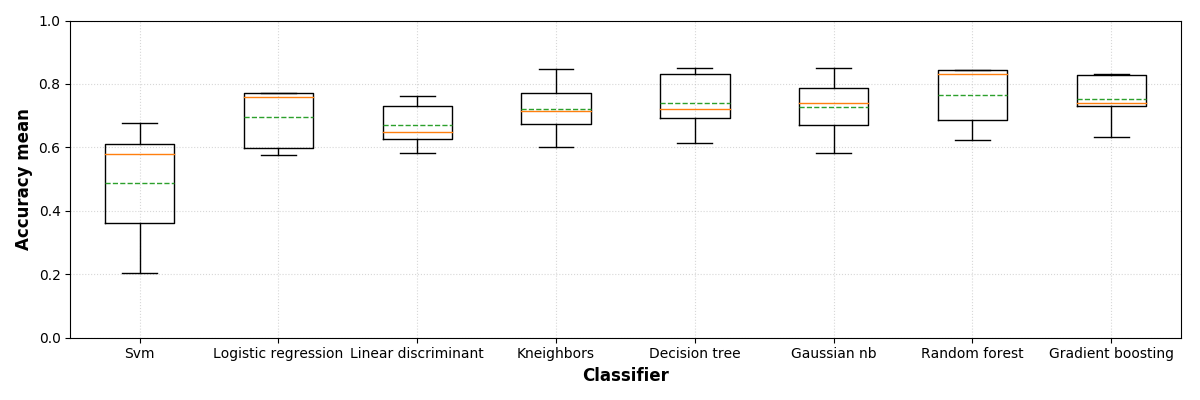 1.0
0.8
0.6
0.4
0.2
0.0
Accuracy mean
Svm Logistic regression Linear discriminant Kneighbors Decision tree Gaussian nb Random forest Gradient boosting
Classifier